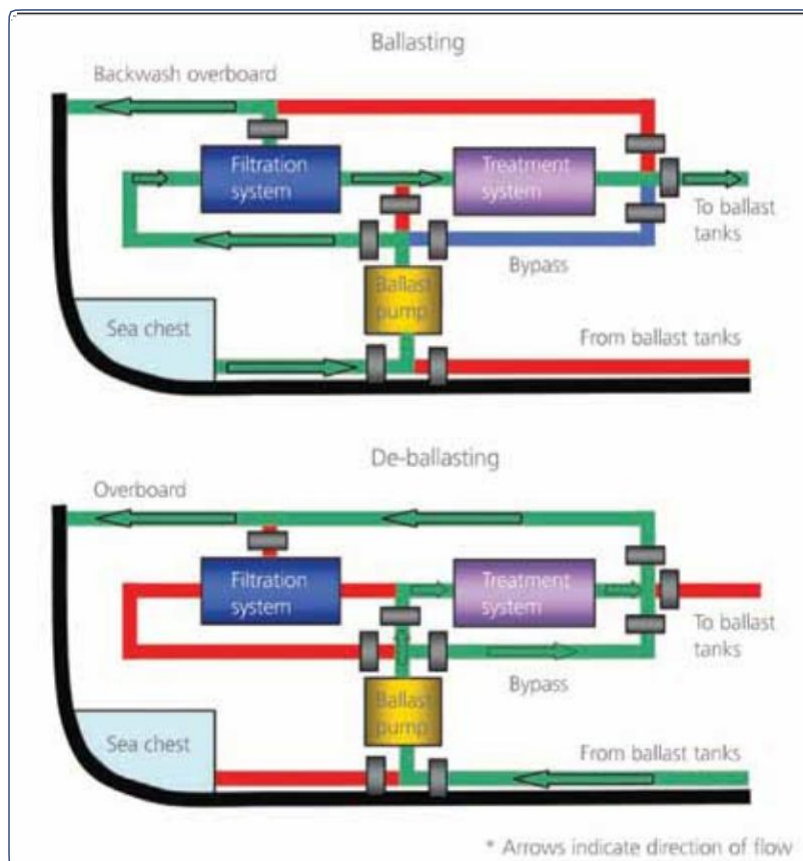 Ballasting
Backwash overboard
Filtration
system
Treatment
system
To ballast
tanks
Bypass
Ballast
pump
Sea chest
From ballast tanks
De-ballasting
Overboard
Filtration
system
Treatment
system
To ballast
tanks
Bypass
Ballast
pump
Sea chest
From ballast tanks
* Arrows indicate direction of flow